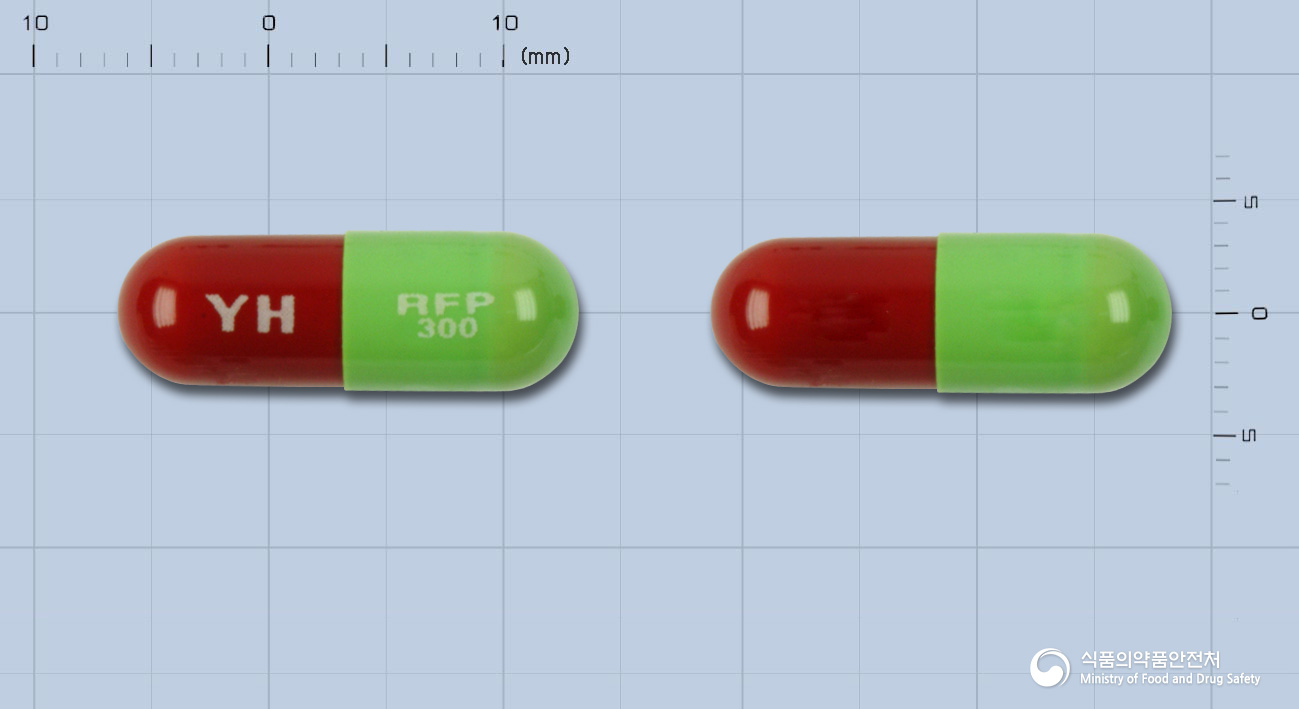 10 0 10
(mm)
YH
RFP
300
5
0
5
식품의약품안전처
Ministry of Food and Drug Safety